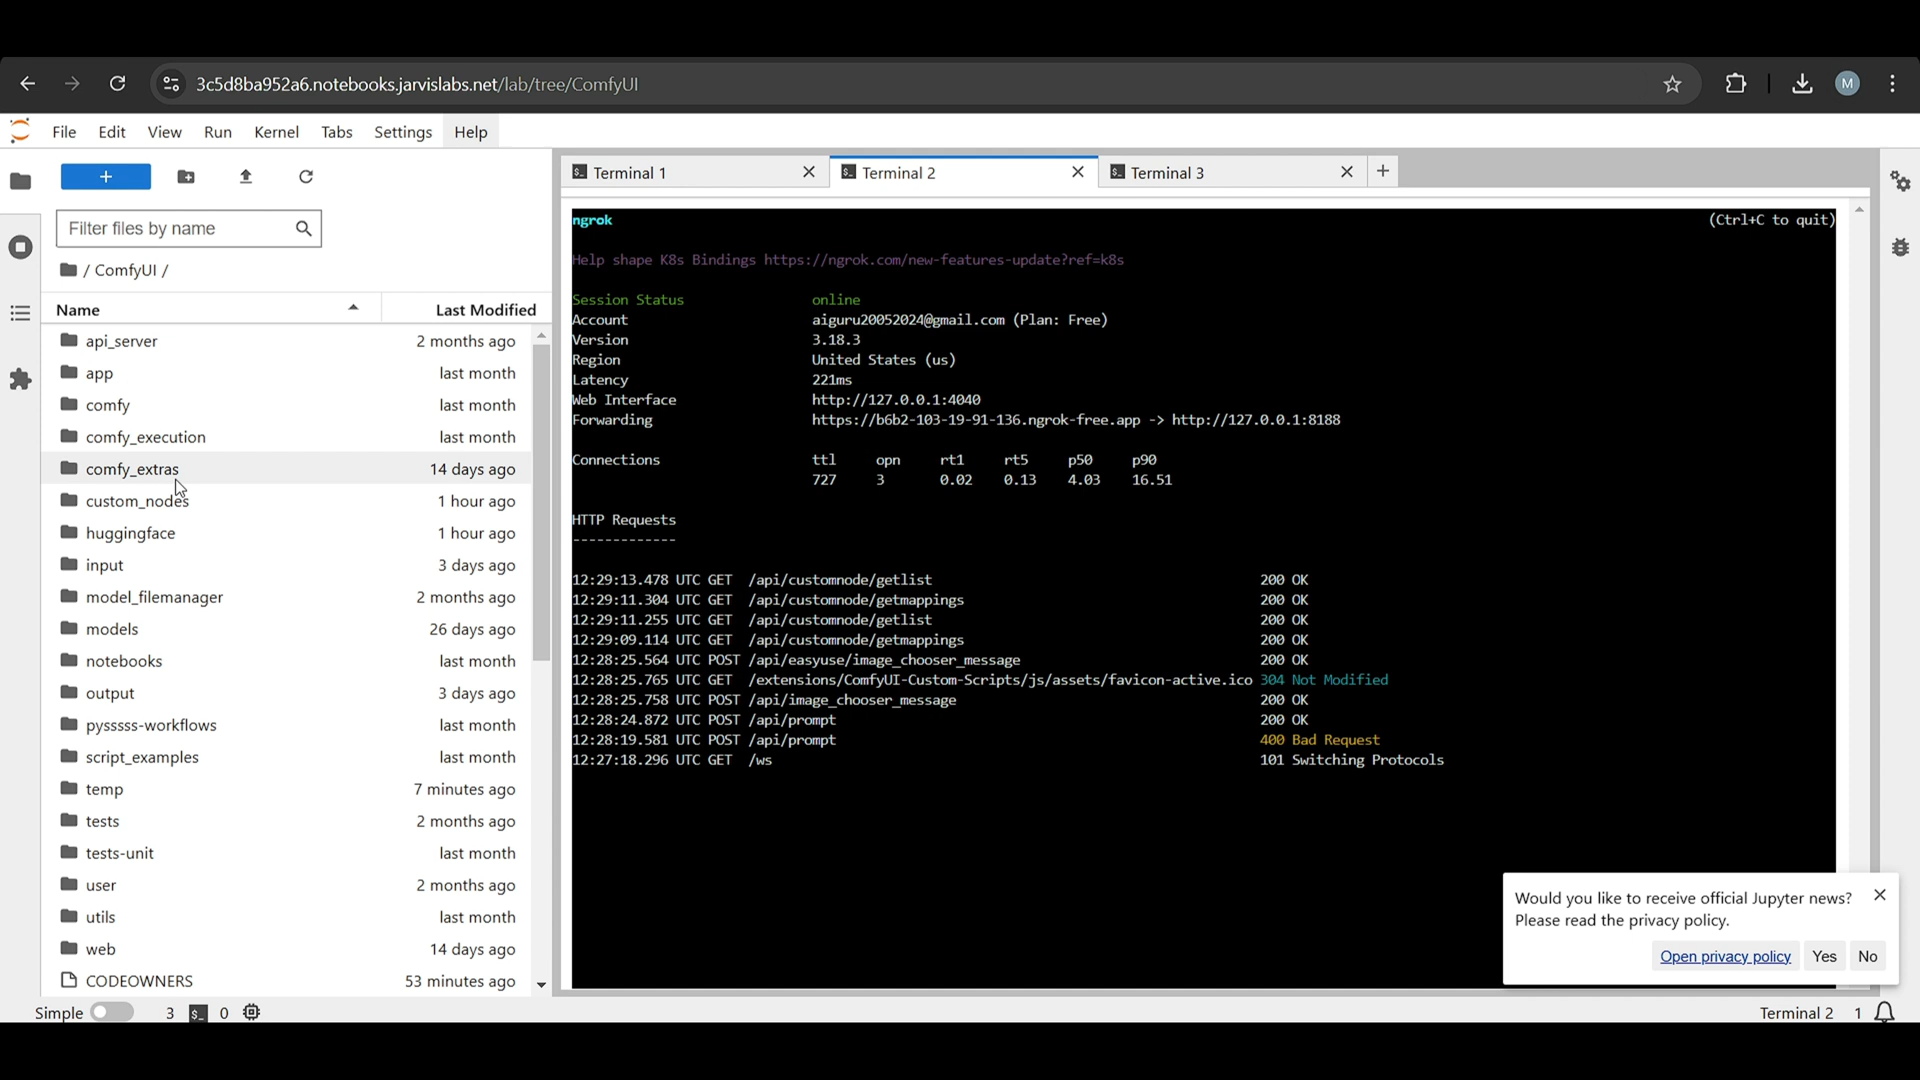 3c5d8ba952a6.notebooks.jarvislabs.net/lab/tree/ComfyUI
M
File Edit View Run Kernel Tabs Settings Help
+
Filter files by name
/ ComfyUI /
Name Last Modified
api_server 2 months ago
app last month
comfy last month
comfy_execution last month
comfy_extras 14 days ago
custom_nodes 1 hour ago
huggingface 1 hour ago
input 3 days ago
model_filemanager 2 months ago
models 26 days ago
notebooks last month
output 3 days ago
pysssss-workflows last month
script_examples last month
temp 7 minutes ago
tests 2 months ago
tests-unit last month
user 2 months ago
utils last month
web 14 days ago
CODEOWNERS 53 minutes ago
Terminal 1 Terminal 2 Terminal 3 +
ngrok (Ctrl+C to quit)
Help shape K8s Bindings https://ngrok.com/new-features-update?ref=k8s
Session Status online
Account aiguru20052024@gmail.com (Plan: Free)
Version 3.18.3
Region United States (us)
Latency 221ms
Web Interface http://127.0.0.1:4040
Forwarding https://b6b2-103-19-91-136.ngrok-free.app -> http://127.0.0.1:8188
Connections ttl opn rt1 rt5 p50 p90
727 3 0.02 0.13 4.03 16.51
HTTP Requests
-------------
12:29:13.478 UTC GET /api/customnode/getlist 200 OK
12:29:11.304 UTC GET /api/customnode/getmappings 200 OK
12:29:11.255 UTC GET /api/customnode/getlist 200 OK
12:29:09.114 UTC GET /api/customnode/getmappings 200 OK
12:28:25.564 UTC POST /api/easyuse/image_chooser_message 200 OK
12:28:25.765 UTC GET /extensions/ComfyUI-Custom-Scripts/js/assets/favicon-active.ico 304 Not Modified
12:28:25.758 UTC POST /api/image_chooser_message 200 OK
12:28:24.872 UTC POST /api/prompt 200 OK
12:28:19.581 UTC POST /api/prompt 400 Bad Request
12:27:18.296 UTC GET /ws 101 Switching Protocols
Would you like to receive official Jupyter news?
Please read the privacy policy.
Open privacy policy Yes No
Simple 3 $_ 0 Terminal 2 1